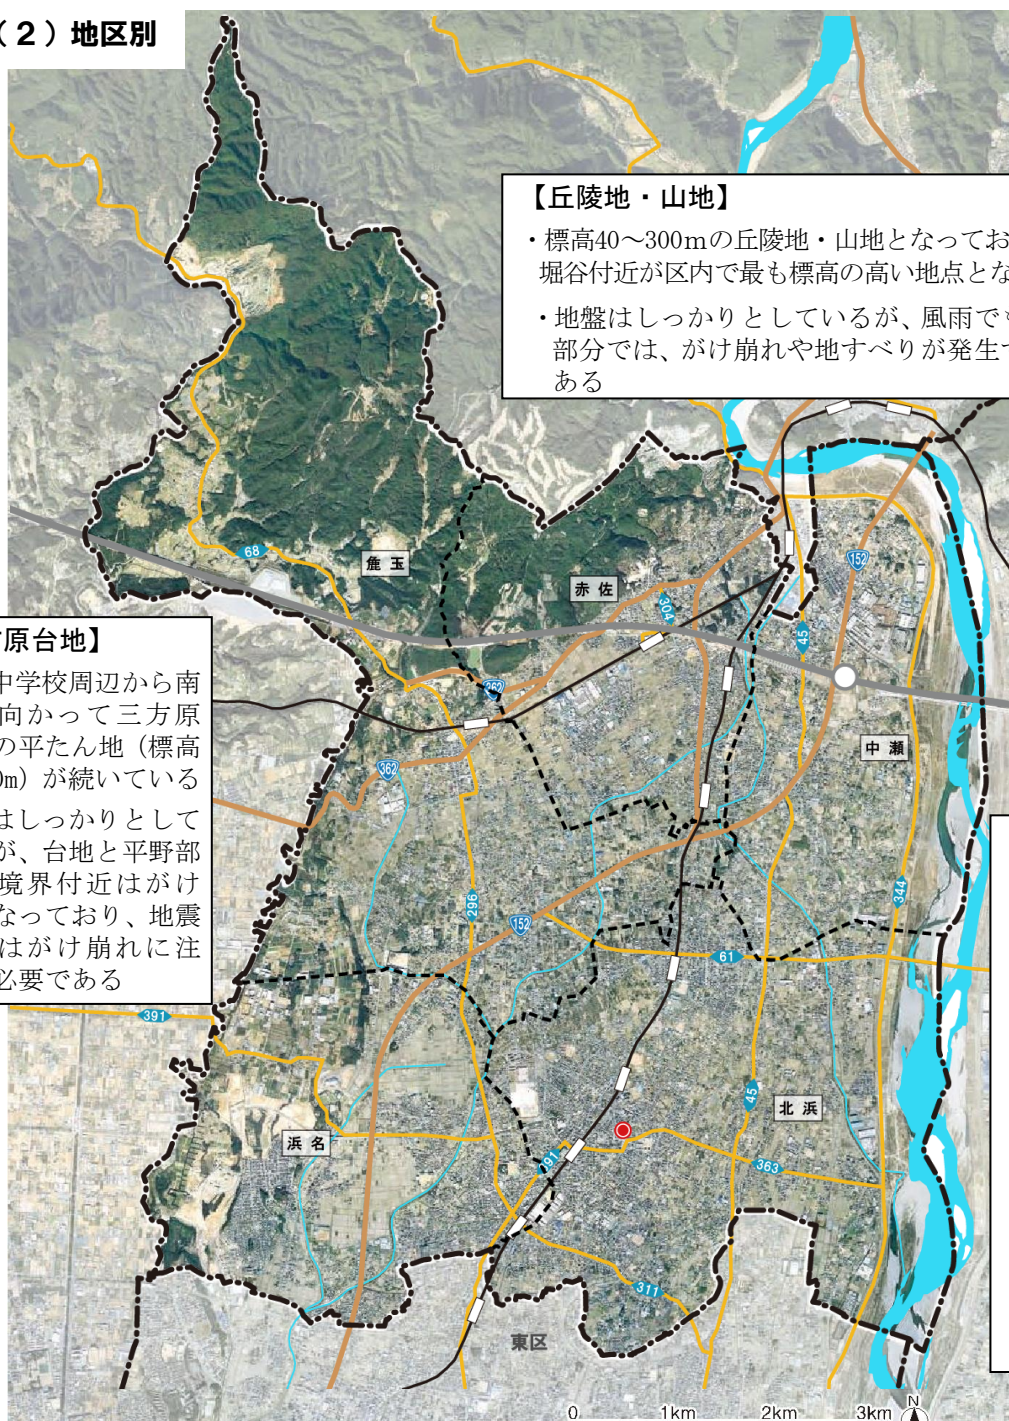 （２）地区別
【丘陵地・山地】
・標高40～300ｍの丘陵地・山地となってお
堀谷付近が区内で最も標高の高い地点とな
・地盤はしっかりとしているが、風雨で
部分では、がけ崩れや地すべりが発生
ある
原台地】
中学校周辺から南
向かって三方原
の平たん地（標高
0m）が続いている
はしっかりとして
が、台地と平野部
境界付近はがけ
なっており、地震
はがけ崩れに注
必要である
68
麁玉
赤佐
304
152
45
362
362
中瀬
296
152
344
61
391
45
北浜
浜名
391
363
311
東区
0 1km 2km 3km
N